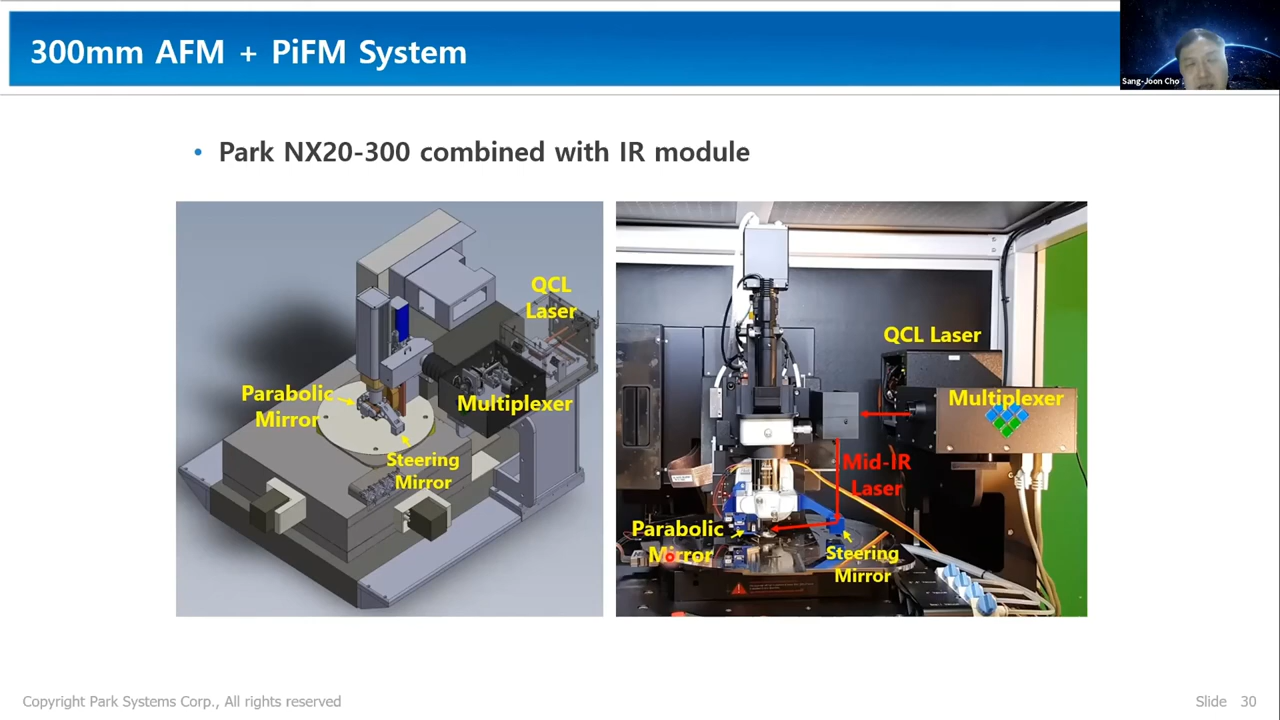 300mm AFM + PiFM System
Sang-Joon Cho
• Park NX20-300 combined with IR module
QCL
Laser
Parabolic
Mirror
Multiplexer
Steering
Mirror
QCL Laser
Multiplexer
Mid-IR
Laser
Parabolic
Mirror
Steering
Mirror
Copyright Park Systems Corp., All rights reserved
Slide 30